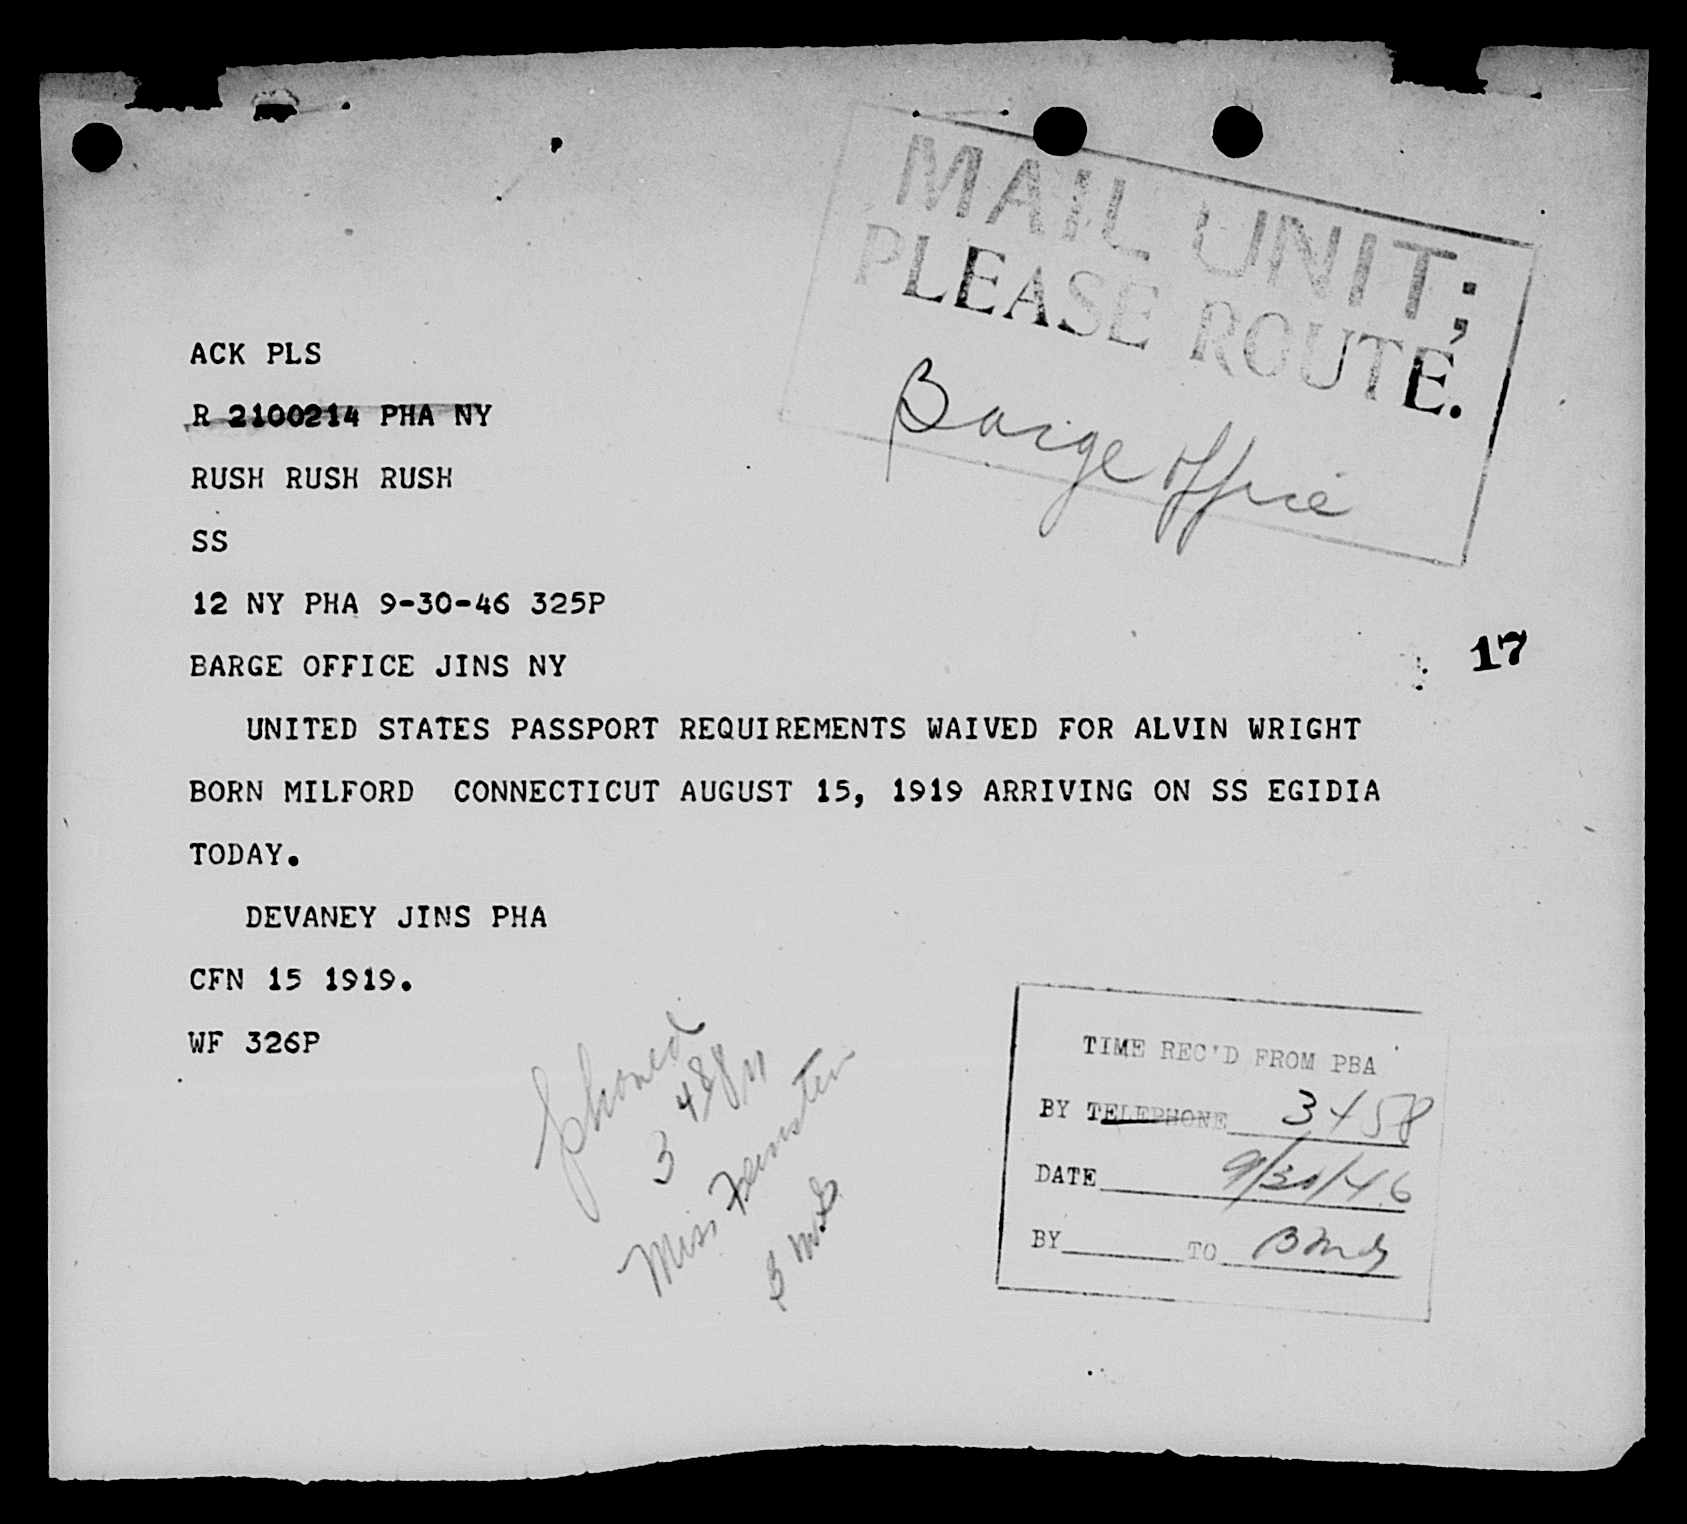 MAIL UNIT;
PLEASE ROUTE.
Barge Office
ACK PLS
R 2100214 PHA NY
RUSH RUSH RUSH
SS
12 NY PHA 9-30-46 325P
BARGE OFFICE JINS NY
17
UNITED STATES PASSPORT REQUIREMENTS WAIVED FOR ALVIN WRIGHT
BORN MILFORD CONNECTICUT AUGUST 15, 1919 ARRIVING ON SS EGIDIA
TODAY.
DEVANEY JINS PHA
CFN 15 1919.
WF 326P
phoned
3
Miss
TIME REC'D FROM PBA
BY TELEPHONE 3458
DATE 9/30/46
BY TO